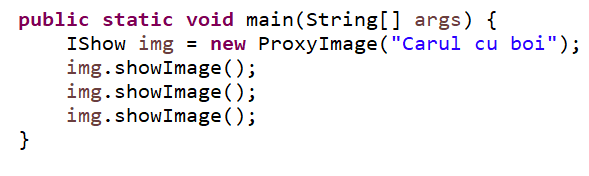 public static void main(String[] args) {
    IShow img = new ProxyImage("Carul cu boi");
    img.showImage();
    img.showImage();
    img.showImage();
}